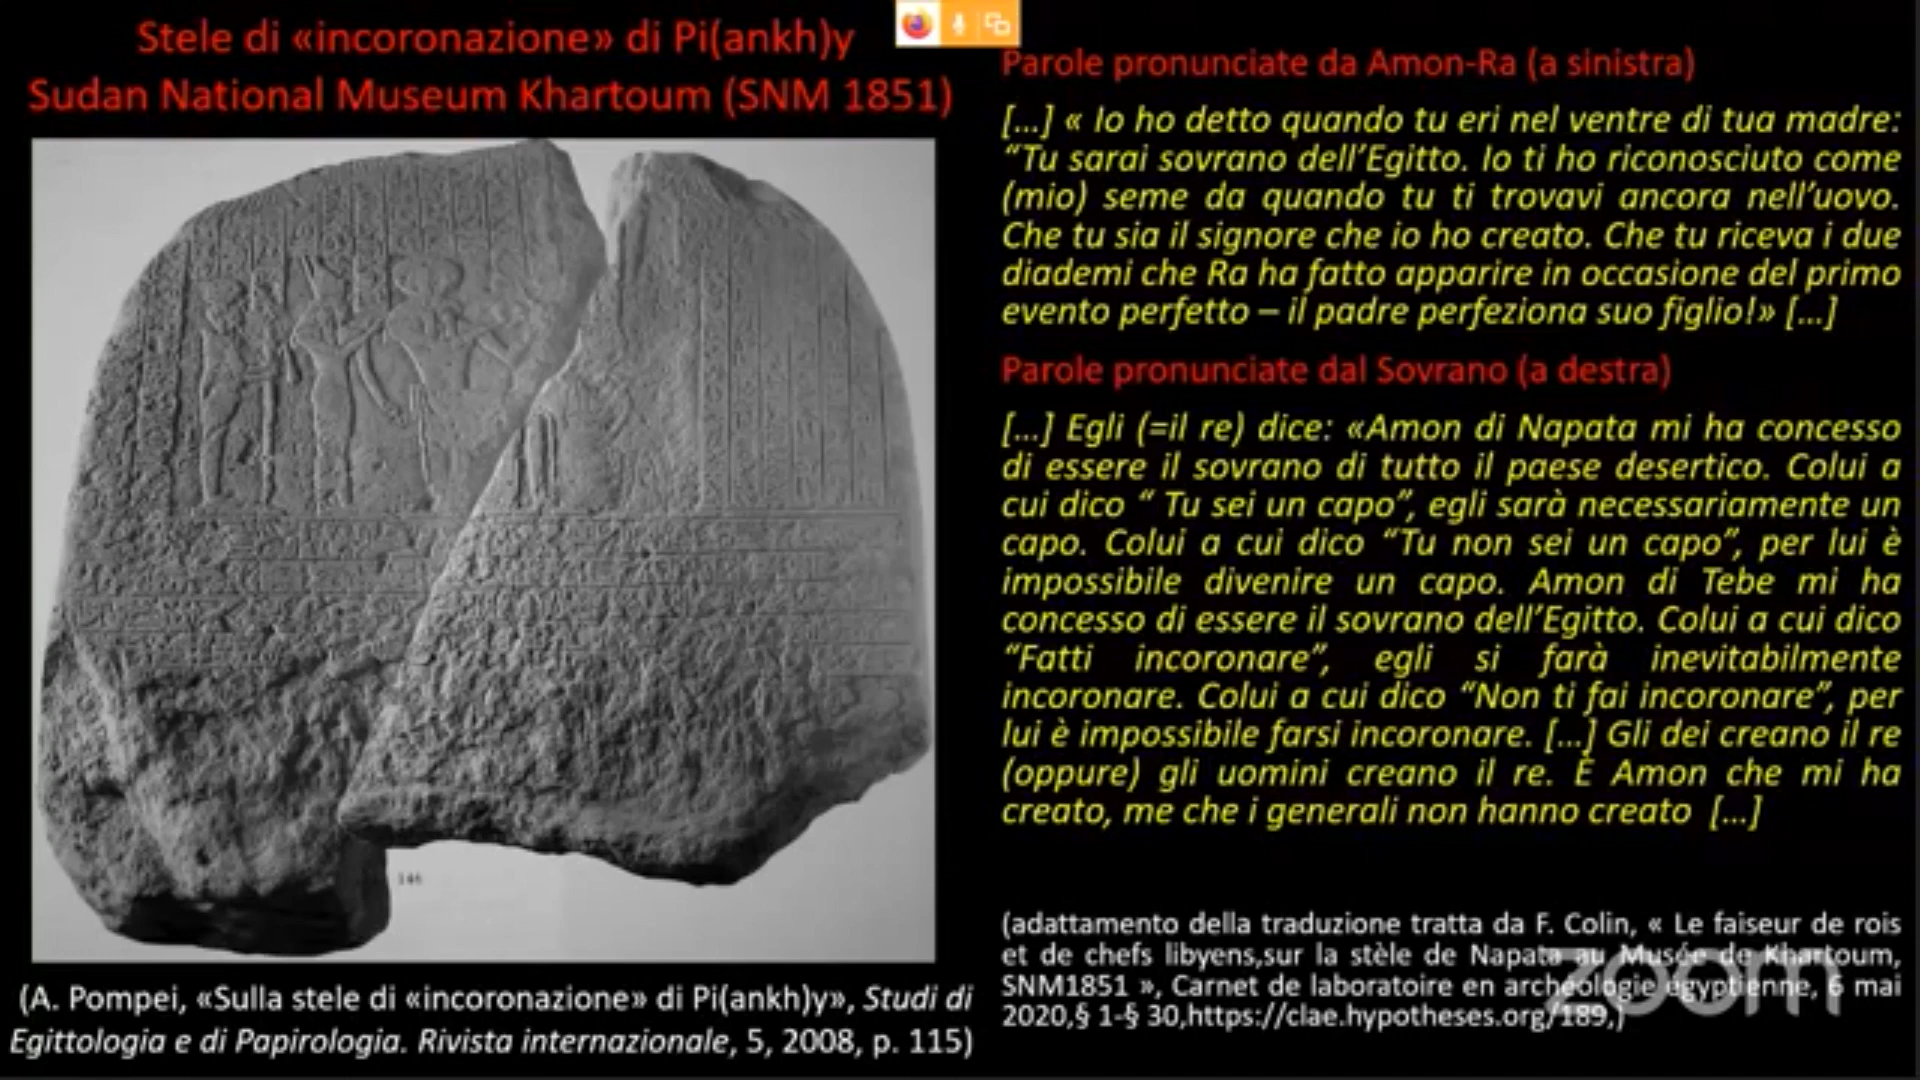 Stele di «incoronazione» di Pi(ankh)y
Sudan National Museum Khartoum (SNM 1851)
146
(A. Pompei, «Sulla stele di «incoronazione» di Pi(ankh)y», Studi di
Egittologia e di Papirologia. Rivista internazionale, 5, 2008, p. 115)
Parole pronunciate da Amon-Ra (a sinistra)
[...] « Io ho detto quando tu eri nel ventre di tua madre:
“Tu sarai sovrano dell’Egitto. Io ti ho riconosciuto come
(mio) seme da quando tu ti trovavi ancora nell’uovo.
Che tu sia il signore che io ho creato. Che tu riceva i due
diademi che Ra ha fatto apparire in occasione del primo
evento perfetto – il padre perfeziona suo figlio!» [...]
Parole pronunciate dal Sovrano (a destra)
[...] Egli (=il re) dice: «Amon di Napata mi ha concesso
di essere il sovrano di tutto il paese desertico. Colui a
cui dico “ Tu sei un capo”, egli sarà necessariamente un
capo. Colui a cui dico “Tu non sei un capo”, per lui è
impossibile divenire un capo. Amon di Tebe mi ha
concesso di essere il sovrano dell’Egitto. Colui a cui dico
“Fatti incoronare”, egli si farà inevitabilmente
incoronare. Colui a cui dico “Non ti fai incoronare”, per
lui è impossibile farsi incoronare. [...] Gli dei creano il re
(oppure) gli uomini creano il re. È Amon che mi ha
creato, me che i generali non hanno creato [...]
(adattamento della traduzione tratta da F. Colin, « Le faiseur de rois
et de chefs libyens,sur la stèle de Napata au Musée de Khartoum,
SNM1851 », Carnet de laboratoire en archéologie égyptienne, 6 mai
2020,§ 1-§ 30,https://clae.hypotheses.org/189,)
zoom